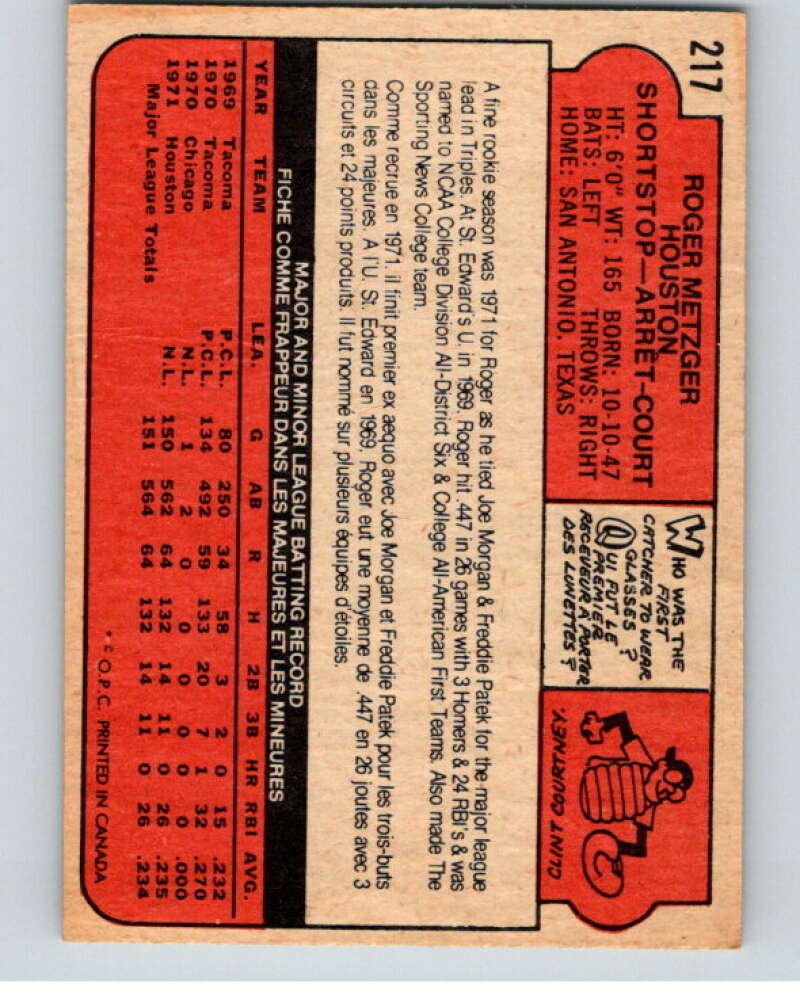 217
ROGER METZGER
HOUSTON
SHORTSTOP—ARRÊT-COURT
HT: 6'0" WT: 165 BORN: 10-10-47
BATS: LEFT THROWS: RIGHT
HOME: SAN ANTONIO, TEXAS
WHO WAS THE
FIRST
CATCHER TO WEAR
GLASSES?
QUI FUT LE
PREMIER
RECEVEUR À PORTER
DES LUNETTES?
CLINT COURTNEY.
A fine rookie season was 1971 for Roger as he tied Joe Morgan & Freddie Patek for the major league
lead in Triples. At St. Edward's U. in 1969. Roger hit .447 in 26 games with 3 Homers & 24 RBI's & was
named to NCAA College Division All-District Six & College All-American First Teams. Also made The
Sporting News College team.
Comme recrue en 1971. il finit premier ex aequo avec Joe Morgan et Freddie Patek pour les trois-buts
dans les majeures. A l'U. St. Edward en 1969. Roger eut une moyenne de .447 en 26 joutes avec 3
circuits et 24 points produits. Il fut nommé sur plusieurs équipes d'étoiles.
MAJOR AND MINOR LEAGUE BATTING RECORD
FICHE COMME FRAPPEUR DANS LES MAJEURES ET LES MINEURES
YEAR TEAM LEA. G AB R H 2B 3B HR RBI AVG.
1969 Tacoma P.C.L. 80 250 34 58 3 2 0 15 .232
1970 Tacoma P.C.L. 134 492 59 133 20 7 1 32 .270
1970 Chicago N.L. 1 2 0 0 0 0 0 0 .000
1971 Houston N.L. 150 562 64 132 14 11 0 26 .235
Major League Totals 151 564 64 132 14 11 0 26 .234
* © O.P.C. PRINTED IN CANADA